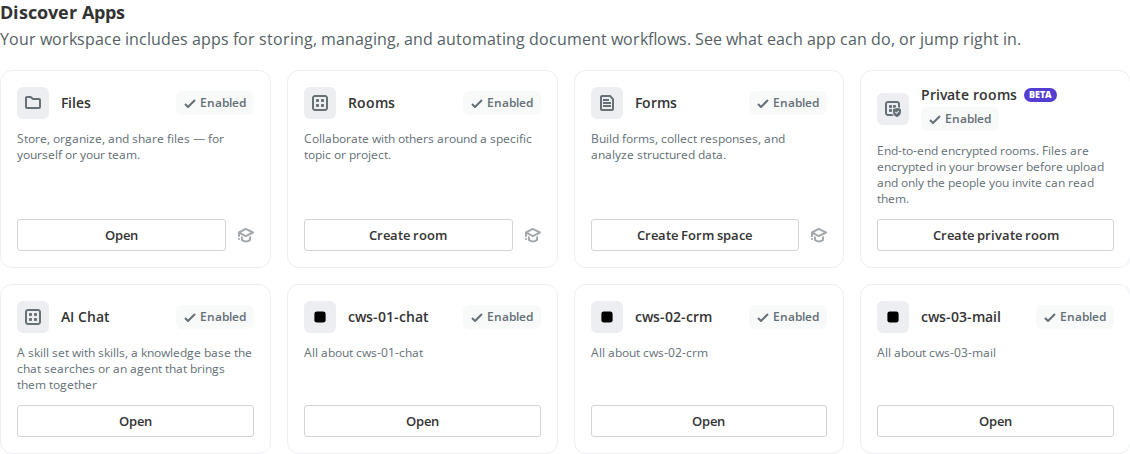 Discover Apps
Your workspace includes apps for storing, managing, and automating document workflows. See what each app can do, or jump right in.
Files
Enabled
Store, organize, and share files — for
yourself or your team.
Open
Rooms
Enabled
Collaborate with others around a specific
topic or project.
Create room
Forms
Enabled
Build forms, collect responses, and
analyze structured data.
Create Form space
Private rooms BETA
Enabled
End-to-end encrypted rooms. Files are
encrypted in your browser before upload
and only the people you invite can read
them.
Create private room
AI Chat
Enabled
A skill set with skills, a knowledge base the
chat searches or an agent that brings
them together
Open
cws-01-chat
Enabled
All about cws-01-chat
Open
cws-02-crm
Enabled
All about cws-02-crm
Open
cws-03-mail
Enabled
All about cws-03-mail
Open